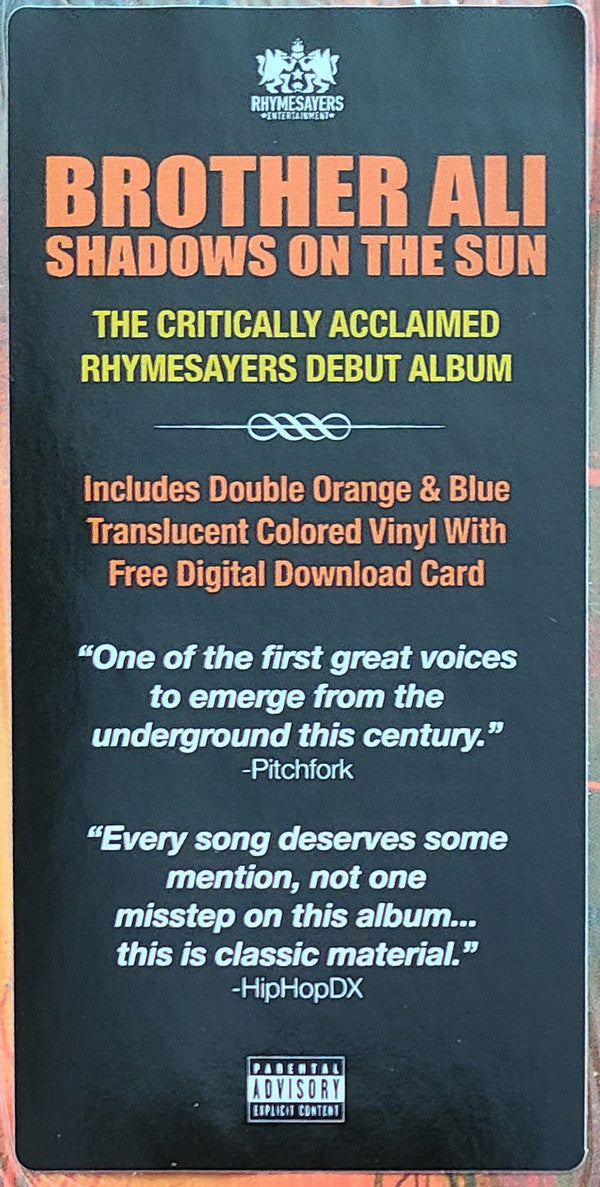 RHYMESAYERS
★ENTERTAINMENT★
BROTHER ALI
SHADOWS ON THE SUN
THE CRITICALLY ACCLAIMED
RHYMESAYERS DEBUT ALBUM
Includes Double Orange & Blue
Translucent Colored Vinyl With
Free Digital Download Card
“One of the first great voices
to emerge from the
underground this century.”
-Pitchfork
“Every song deserves some
mention, not one
misstep on this album...
this is classic material.”
-HipHopDX
PARENTAL
ADVISORY
EXPLICIT CONTENT